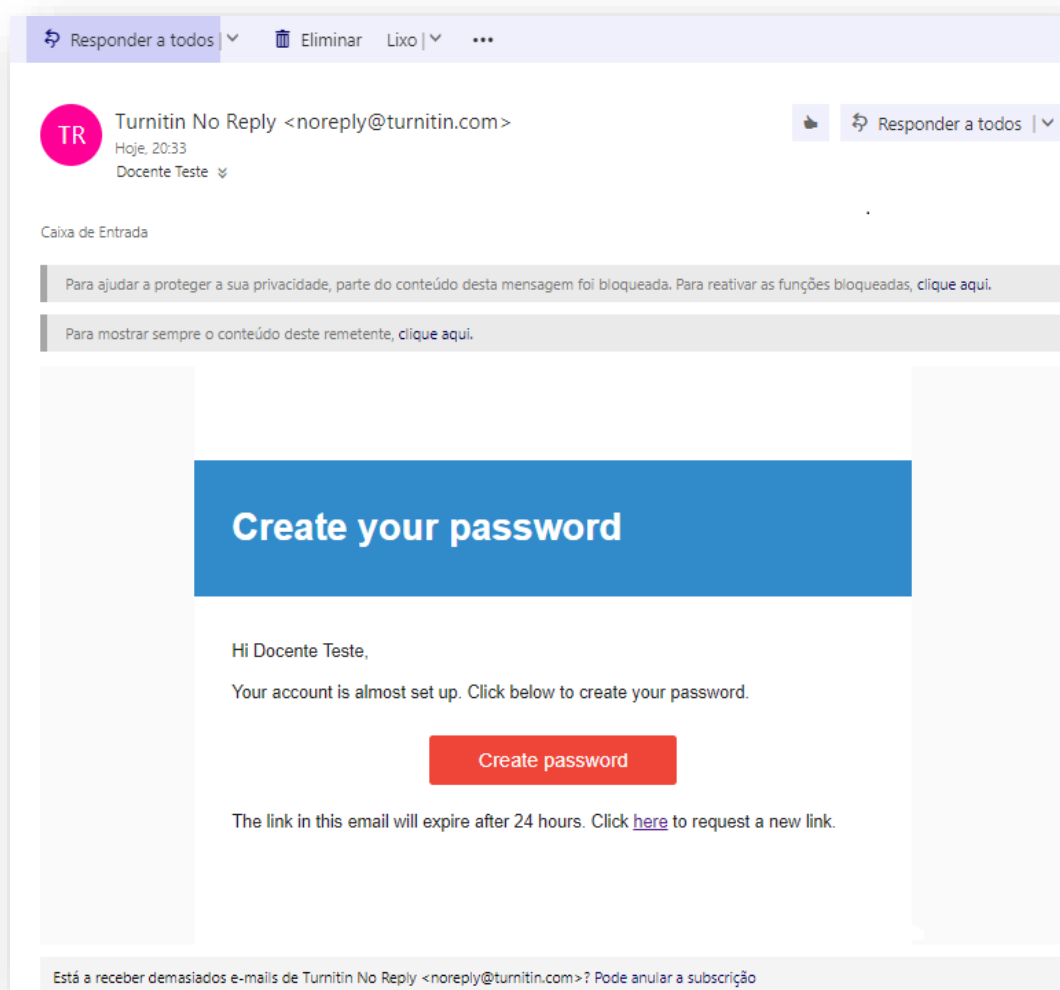 Responder a todos | Eliminar Lixo | •••
TR
Turnitin No Reply <noreply@turnitin.com>
Responder a todos |
Hoje, 20:33
Docente Teste
Caixa de Entrada
Para ajudar a proteger a sua privacidade, parte do conteúdo desta mensagem foi bloqueada. Para reativar as funções bloqueadas, clique aqui.
Para mostrar sempre o conteúdo deste remetente, clique aqui.
Create your password
Hi Docente Teste,
Your account is almost set up. Click below to create your password.
Create password
The link in this email will expire after 24 hours. Click here to request a new link.
Está a receber demasiados e-mails de Turnitin No Reply <noreply@turnitin.com>? Pode anular a subscrição